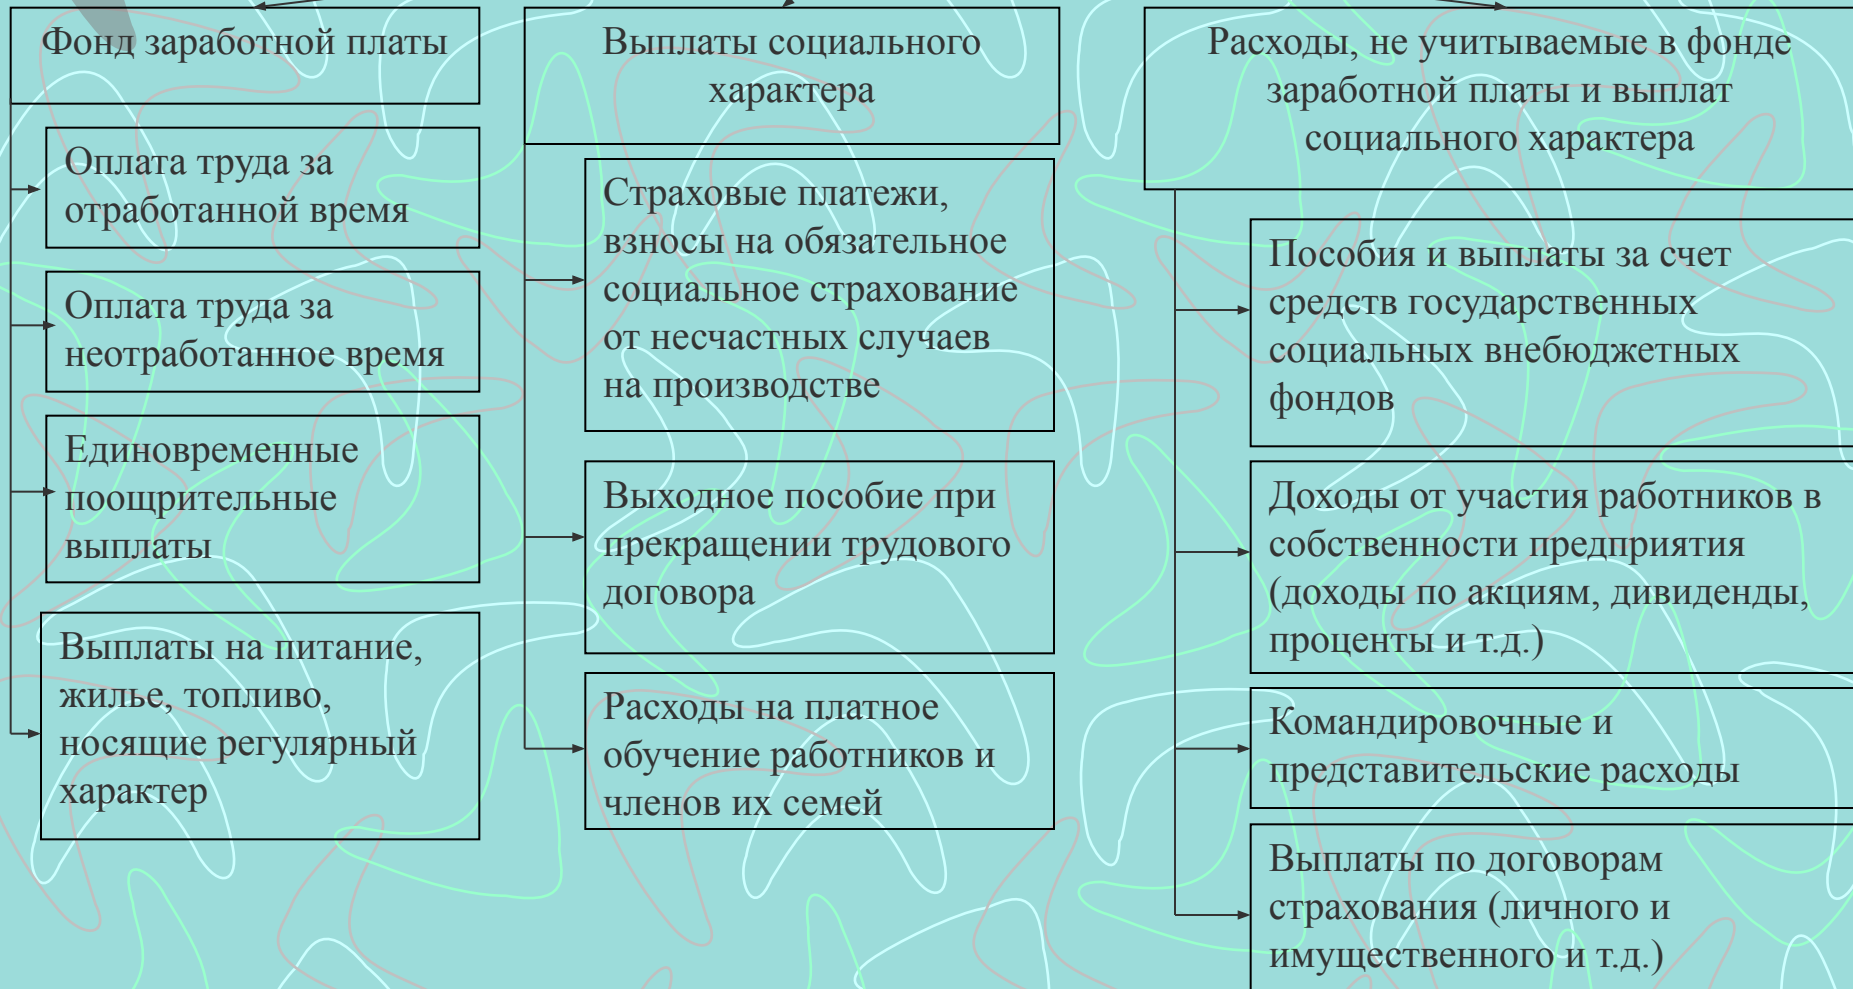 Фонд заработной платы
Оплата труда за
отработанной время
Оплата труда за
неотработанное время
Единовременные
поощрительные
выплаты
Выплаты на питание,
жилье, топливо,
носящие регулярный
характер
Выплаты социального
характера
Страховые платежи,
взносы на обязательное
социальное страхование
от несчастных случаев
на производстве
Выходное пособие при
прекращении трудового
договора
Расходы на платное
обучение работников и
членов их семей
Расходы, не учитываемые в фонде
заработной платы и выплат
социального характера
Пособия и выплаты за счет
средств государственных
социальных внебюджетных
фондов
Доходы от участия работников в
собственности предприятия
(доходы по акциям, дивиденды,
проценты и т.д.)
Командировочные и
представительские расходы
Выплаты по договорам
страхования (личного и
имущественного и т.д.)